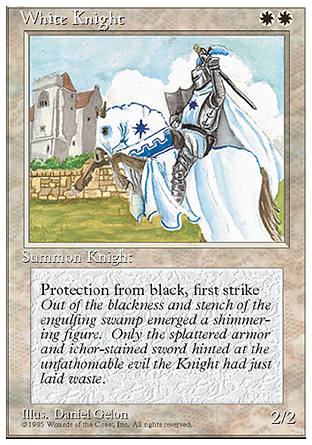 White Knight
Summon Knight
Protection from black, first strike
Out of the blackness and stench of the
engulfing swamp emerged a shimmer-
ing figure. Only the splattered armor
and ichor-stained sword hinted at the
unfathomable evil the Knight had just
laid waste.
Illus. Daniel Gelon
©1995 Wizards of the Coast, Inc. All rights reserved.
2/2